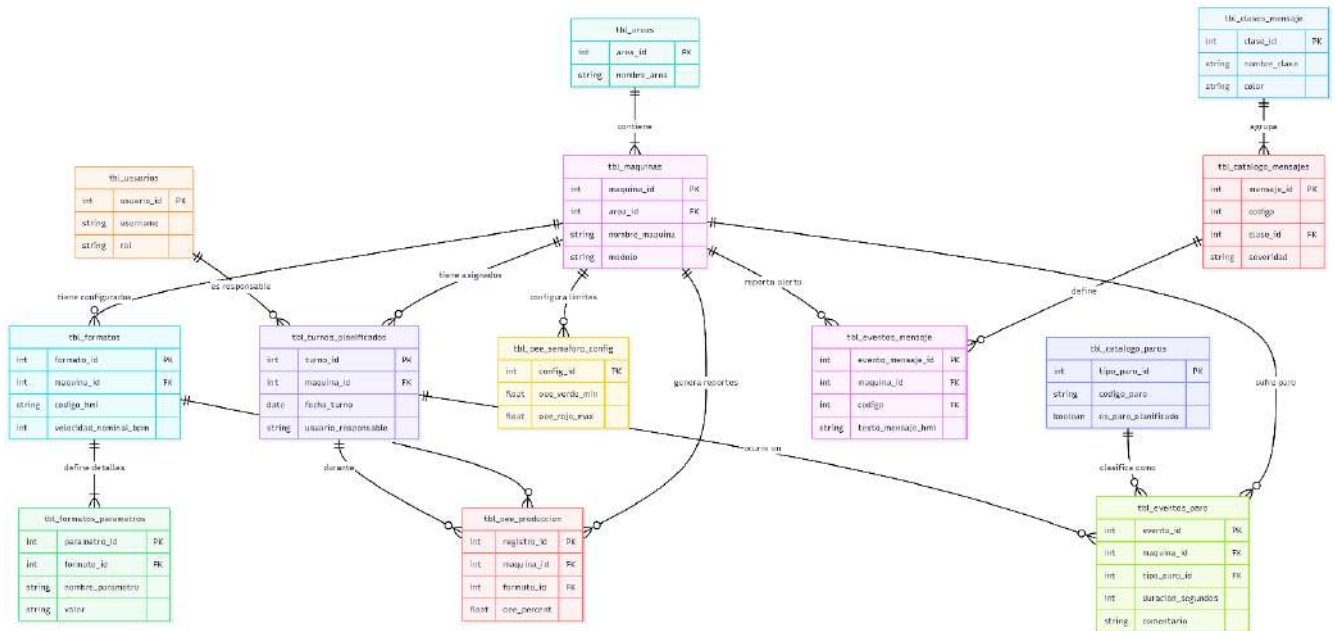 tbl_areas
int area_id PK
string nombre_area
tbl_clases_mensaje
int clase_id PK
string nombre_clase
string color
contiene
agrupa
tbl_usuarios
int usuario_id PK
string username
string rol
tbl_maquinas
int maquina_id PK
int area_id FK
string nombre_maquina
string modelo
tbl_catalogo_mensajes
int mensaje_id PK
int codigo
int clase_id FK
string severidad
tiene configurados
es responsable
tiene asignados
configura limites
reporta alerta
define
tbl_formatos
int formato_id PK
int maquina_id FK
string codigo_hmi
int velocidad_nominal_bpm
tbl_turnos_planificados
int turno_id PK
int maquina_id FK
date fecha_turno
string usuario_responsable
tbl_oee_semaforo_config
int config_id PK
float oee_verde_min
float oee_rojo_max
genera reportes
tbl_eventos_mensaje
int evento_mensaje_id PK
int maquina_id FK
int codigo FK
string texto_mensaje_hmi
tbl_catalogo_paros
int tipo_paro_id PK
string codigo_paro
boolean es_paro_planificado
sufre paro
define detalles
durante
ocurre en
clasifica como
tbl_formatos_parametros
int parametro_id PK
int formato_id FK
string nombre_parametro
string valor
tbl_oee_produccion
int registro_id PK
int maquina_id FK
int formato_id FK
float oee_percent
tbl_eventos_paro
int evento_id PK
int maquina_id FK
int tipo_paro_id FK
int duracion_segundos
string comentario